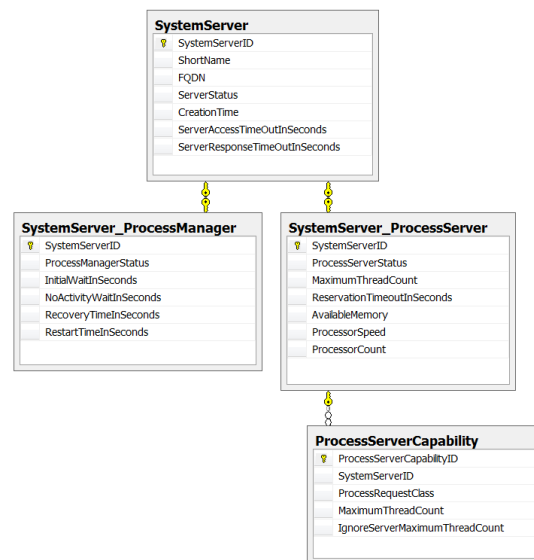 SystemServer
SystemServerID
ShortName
FQDN
ServerStatus
CreationTime
ServerAccessTimeOutInSeconds
ServerResponseTimeOutInSeconds
SystemServer_ProcessManager
SystemServerID
ProcessManagerStatus
InitialWaitInSeconds
NoActivityWaitInSeconds
RecoveryTimeInSeconds
RestartTimeInSeconds
SystemServer_ProcessServer
SystemServerID
ProcessServerStatus
MaximumThreadCount
ReservationTimeoutInSeconds
AvailableMemory
ProcessorSpeed
ProcessorCount
ProcessServerCapability
ProcessServerCapabilityID
SystemServerID
ProcessRequestClass
MaximumThreadCount
IgnoreServerMaximumThreadCount